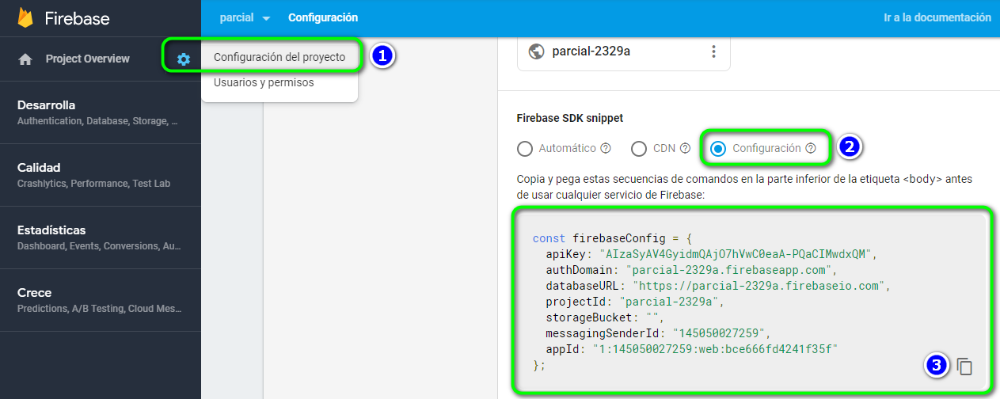 Firebase
parcial
Configuración
Ir a la documentación
Project Overview
Configuración del proyecto
1
Usuarios y permisos
Desarrolla
Authentication, Database, Storage, ...
Calidad
Crashlytics, Performance, Test Lab
Estadísticas
Dashboard, Events, Conversions, Au...
Crece
Predictions, A/B Testing, Cloud Mes...
parcial-2329a
Firebase SDK snippet
Automático ? CDN ? Configuración ?
2
Copia y pega estas secuencias de comandos en la parte inferior de la etiqueta <body> antes
de usar cualquier servicio de Firebase:
const firebaseConfig = {
apiKey: "AIzaSyAV4GyidmQAjO7hVwC0eaA-PQaCIMwdxQM",
authDomain: "parcial-2329a.firebaseapp.com",
databaseURL: "https://parcial-2329a.firebaseio.com",
projectId: "parcial-2329a",
storageBucket: "",
messagingSenderId: "145050027259",
appId: "1:145050027259:web:bce666fd4241f35f"
};
3